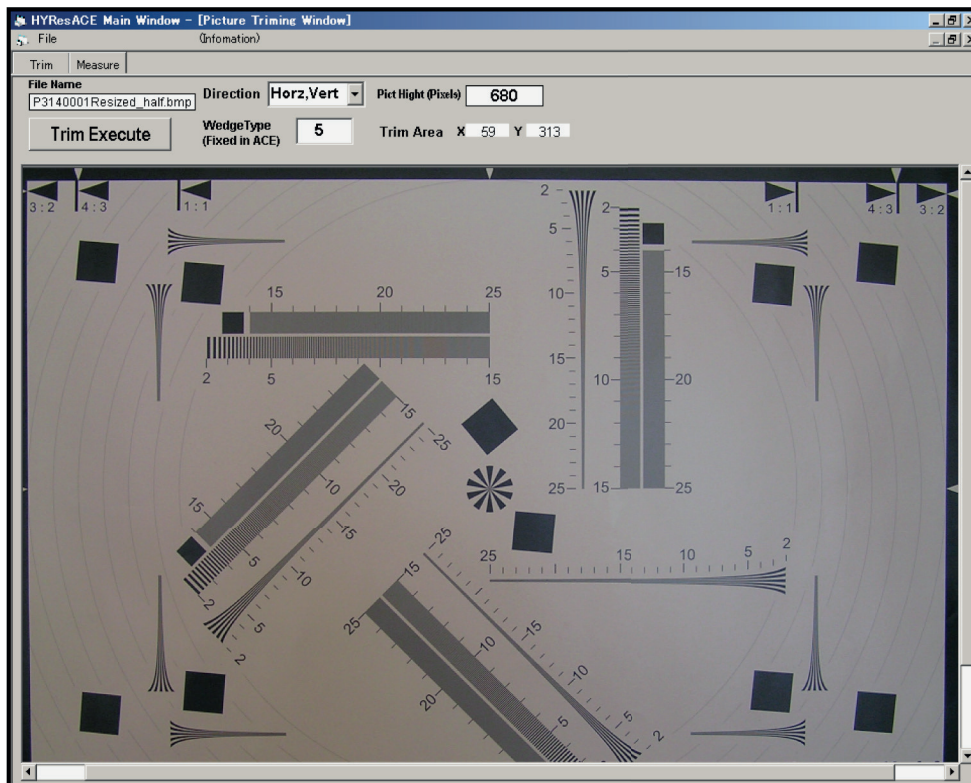 HYResACE Main Window - [Picture Triming Window]
File (Infomation)
Trim Measure
File Name
P3140001Resized_half.bmp
Direction Horz,Vert
Pict Hight (Pixels) 680
Trim Execute
WedgeType
(Fixed in ACE)
5
Trim Area X 59 Y 313
3:2 4:3 1:1 1:1 4:3 3:2
2
5
10
15
20
25
2
5
10
15
15
20
25
15 20 25
2 5 15
15
20
15
10
5
2
25
20
15
10
5
2
25 15 10 5 2
25
15
10
5
2
25
20
15
10
5